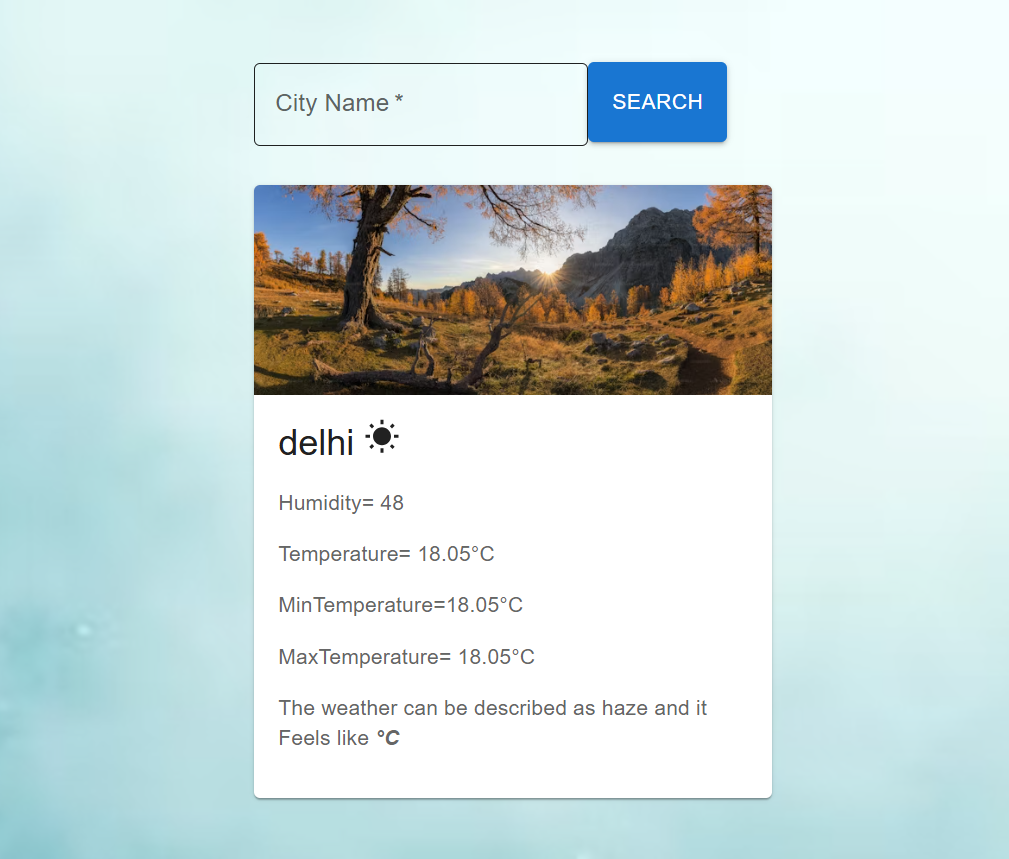 City Name *
SEARCH
delhi
Humidity= 48
Temperature= 18.05°C
MinTemperature=18.05°C
MaxTemperature= 18.05°C
The weather can be described as haze and it
Feels like °C